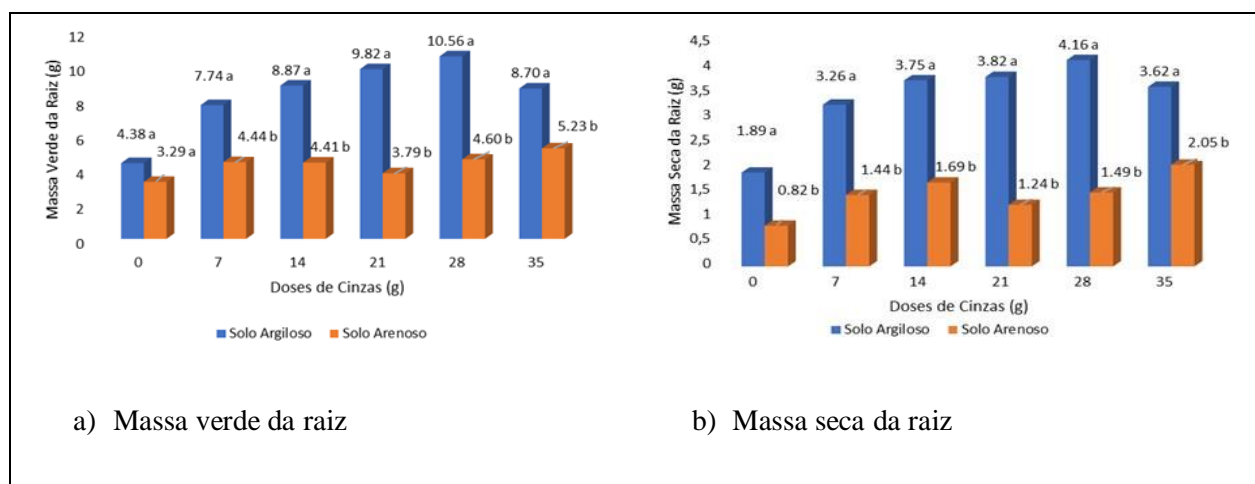 12
10
8
6
4
2
0
Massa Verde da Raiz (g)
4.38 a
3.29 a
7.74 a
4.44 b
8.87 a
4.41 b
9.82 a
3.79 b
10.56 a
4.60 b
8.70 a
5.23 b
0 7 14 21 28 35
Doses de Cinzas (g)
Solo Argiloso Solo Arenoso
a) Massa verde da raiz
4,5
4
3,5
3
2,5
2
1,5
1
0,5
0
Massa Seca da Raiz (g)
1.89 a
0.82 b
3.26 a
1.44 b
3.75 a
1.69 b
3.82 a
1.24 b
4.16 a
1.49 b
3.62 a
2.05 b
0 7 14 21 28 35
Doses de Cinzas (g)
Solo Argiloso Solo Arenoso
b) Massa seca da raiz